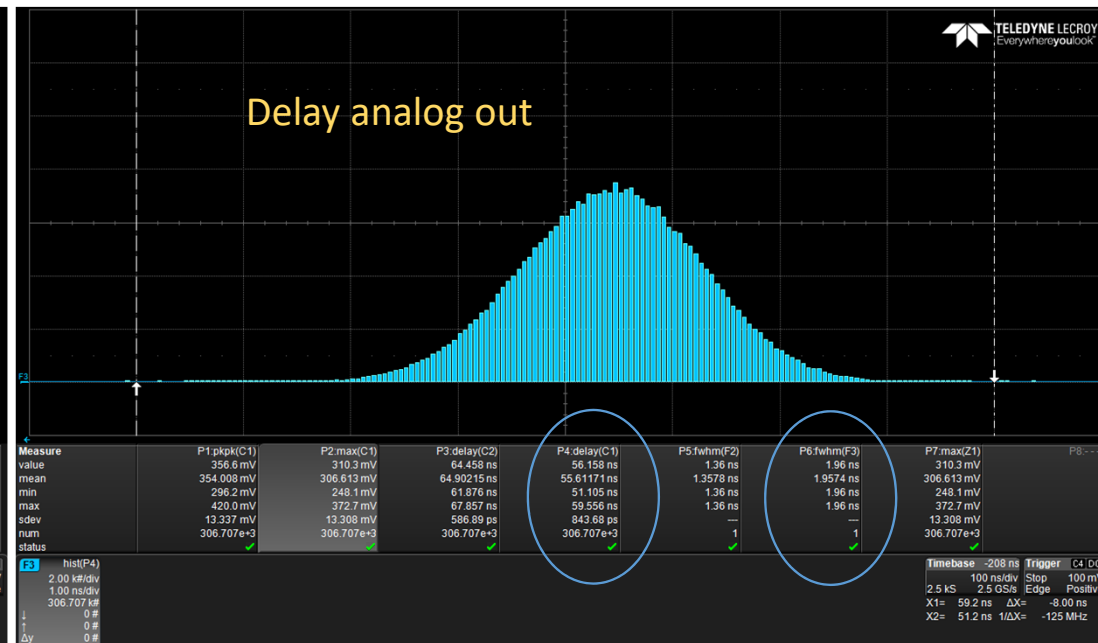 TELEDYNE LECROY
Everywhereyoulook™
Delay analog out
F3
Measure P1:pkpk(C1) P2:max(C1) P3:delay(C2) P4:delay(C1) P5:fwhm(F2) P6:fwhm(F3) P7:max(Z1) P8:- - -
value 356.6 mV 310.3 mV 64.458 ns 56.158 ns 1.36 ns 1.96 ns 310.3 mV
mean 354.008 mV 306.613 mV 64.90215 ns 55.61171 ns 1.3578 ns 1.9574 ns 306.613 mV
min 296.2 mV 248.1 mV 61.876 ns 51.105 ns 1.36 ns 1.96 ns 248.1 mV
max 420.0 mV 372.7 mV 67.857 ns 59.556 ns 1.36 ns 1.96 ns 372.7 mV
sdev 13.337 mV 13.308 mV 586.89 ps 843.68 ps --- --- 13.308 mV
num 306.707e+3 306.707e+3 306.707e+3 306.707e+3 1 1 306.707e+3
status
F3 hist(P4)
2.00 k#/div
1.00 ns/div
306.707 k#
0 #
0 #
Δy 0 #
Timebase -208 ns
100 ns/div
2.5 kS 2.5 GS/s
Trigger C4 DC
Stop 100 m
Edge Positiv
X1= 59.2 ns ΔX= -8.00 ns
X2= 51.2 ns 1/ΔX= -125 MHz